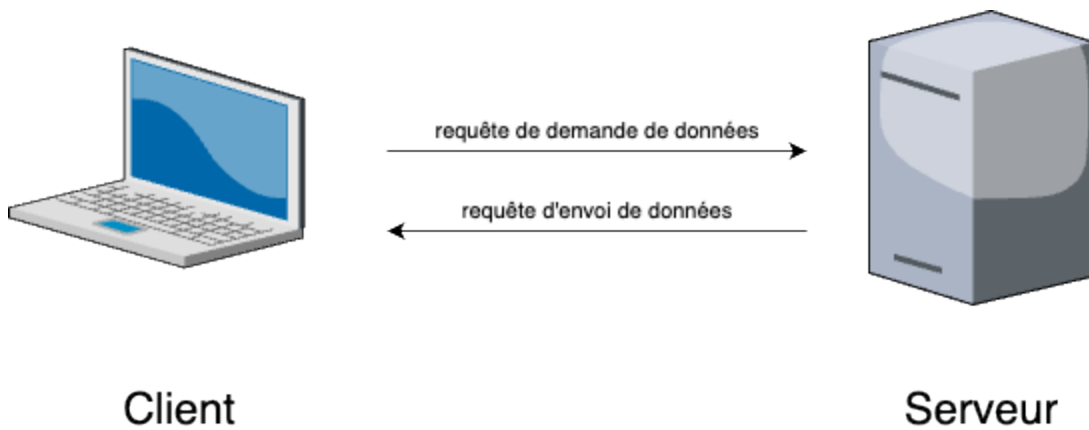 requête de demande de données
requête d'envoi de données
Client
Serveur